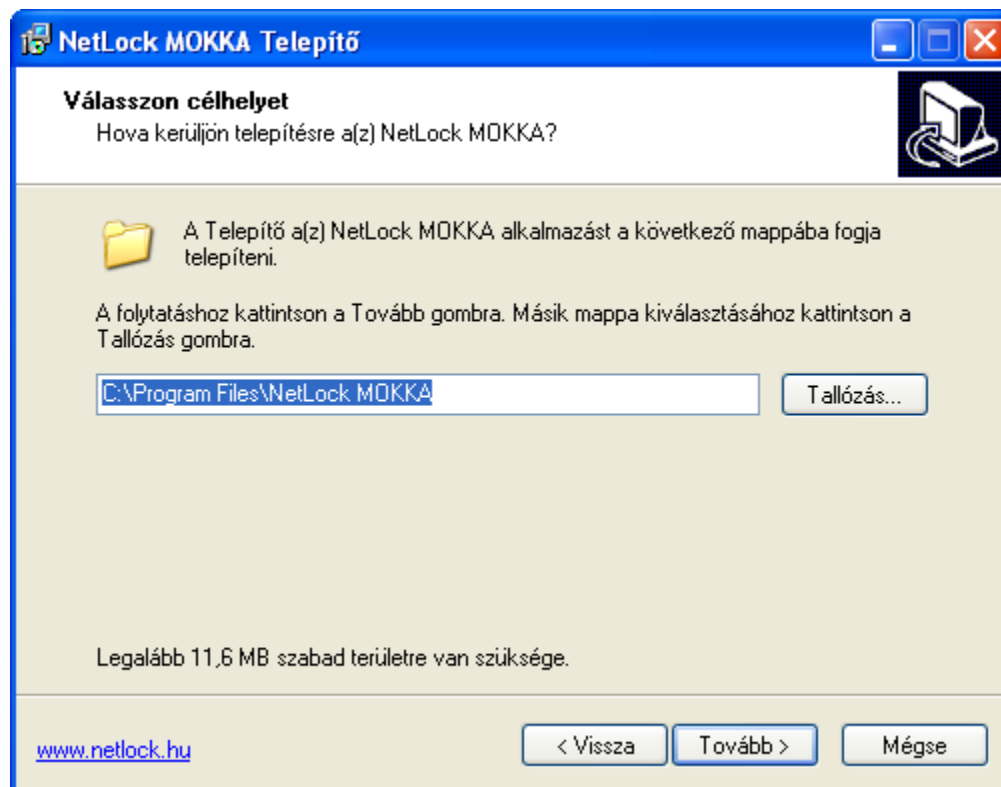 NetLock MOKKA Telepítő
Válasszon célhelyet
Hova kerüljön telepítésre a(z) NetLock MOKKA?
A Telepítő a(z) NetLock MOKKA alkalmazást a következő mappába fogja
telepíteni.
A folytatáshoz kattintson a Tovább gombra. Másik mappa kiválasztásához kattintson a
Tallózás gombra.
C:\Program Files\NetLock MOKKA
Tallózás...
Legalább 11,6 MB szabad területre van szüksége.
www.netlock.hu
< Vissza
Tovább >
Mégse